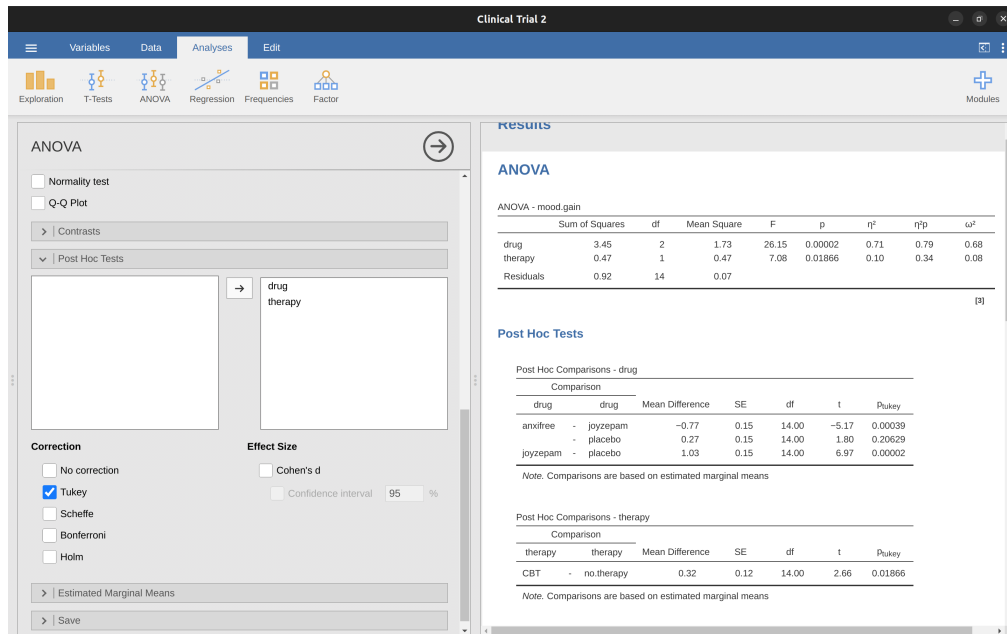 Clinical Trial 2
Variables Data Analyses Edit
Exploration T-Tests ANOVA Regression Frequencies Factor Modules
ANOVA
Normality test
Q-Q Plot
Contrasts
Post Hoc Tests
drug
therapy
Correction Effect Size
No correction Cohen's d
Tukey Confidence interval 95 %
Scheffe
Bonferroni
Holm
Estimated Marginal Means
Save
Results
ANOVA
ANOVA - mood.gain
Sum of Squares df Mean Square F p η² η²p ω²
drug 3.45 2 1.73 26.15 0.00002 0.71 0.79 0.68
therapy 0.47 1 0.47 7.08 0.01866 0.10 0.34 0.08
Residuals 0.92 14 0.07
[3]
Post Hoc Tests
Post Hoc Comparisons - drug
Comparison
drug drug Mean Difference SE df t ptukey
anxifree - joyzepam −0.77 0.15 14.00 −5.17 0.00039
- placebo 0.27 0.15 14.00 1.80 0.20629
joyzepam - placebo 1.03 0.15 14.00 6.97 0.00002
Note. Comparisons are based on estimated marginal means
Post Hoc Comparisons - therapy
Comparison
therapy therapy Mean Difference SE df t ptukey
CBT - no.therapy 0.32 0.12 14.00 2.66 0.01866
Note. Comparisons are based on estimated marginal means